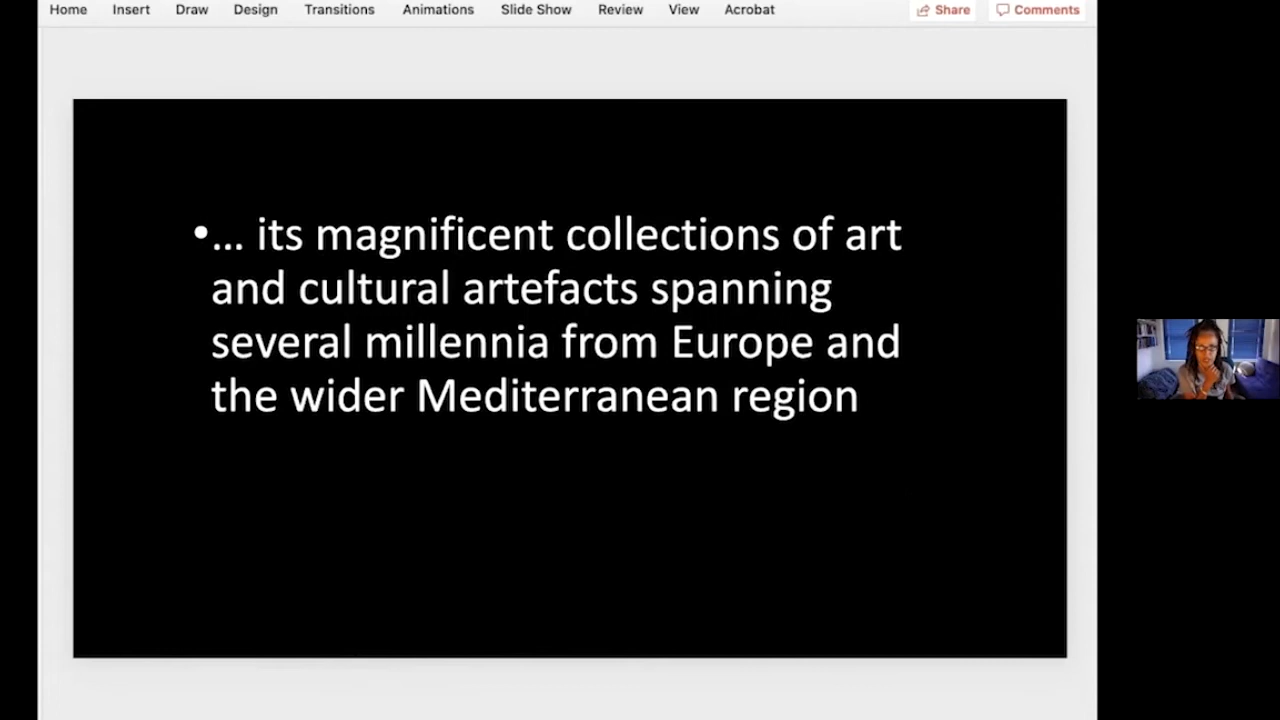 Home Insert Draw Design Transitions Animations Slide Show Review View Acrobat Share Comments
•... its magnificent collections of art
and cultural artefacts spanning
several millennia from Europe and
the wider Mediterranean region